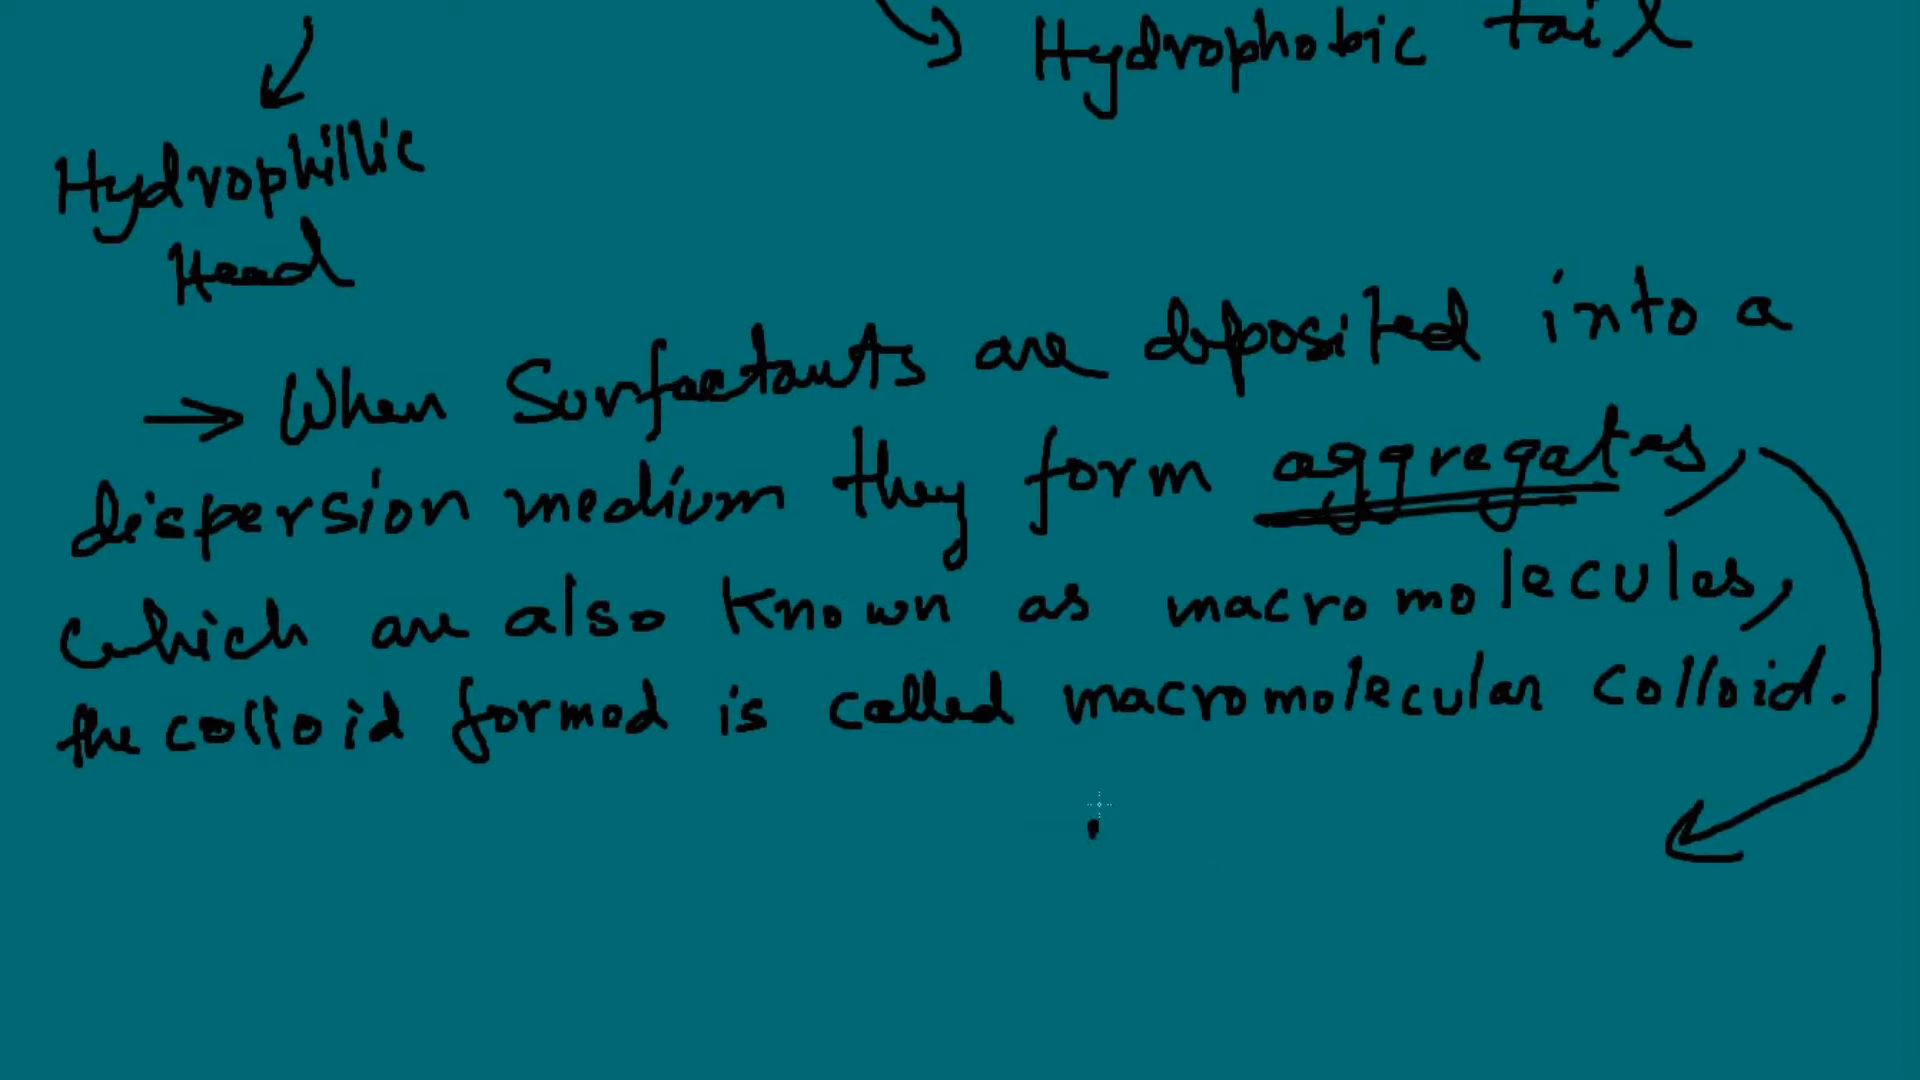 Hydrophobic tail
Hydrophillic
Head
→ When Surfactants are deposited into a
dispersion medium they form aggregates,
which are also known as macromolecules,
the colloid formed is called macromolecular colloid.